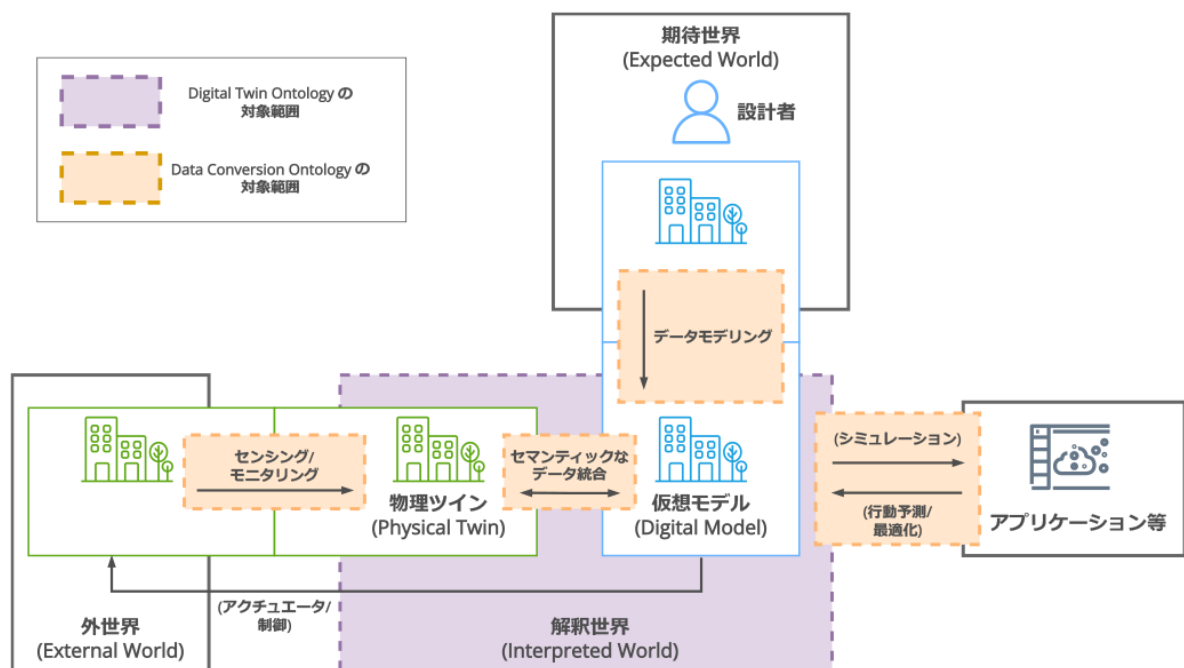 Digital Twin Ontology の
対象範囲
Data Conversion Ontology の
対象範囲
期待世界
(Expected World)
設計者
データモデリング
センシング/
モニタリング
物理ツイン
(Physical Twin)
セマンティックな
データ統合
仮想モデル
(Digital Model)
(シミュレーション)
(行動予測/
最適化)
アプリケーション等
(アクチュエータ/
制御)
外世界
(External World)
解釈世界
(Interpreted World)